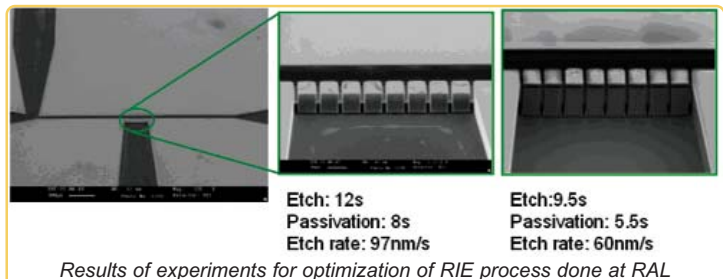 Etch: 12s
Passivation: 8s
Etch rate: 97nm/s
Etch:9.5s
Passivation: 5.5s
Etch rate: 60nm/s
Results of experiments for optimization of RIE process done at RAL